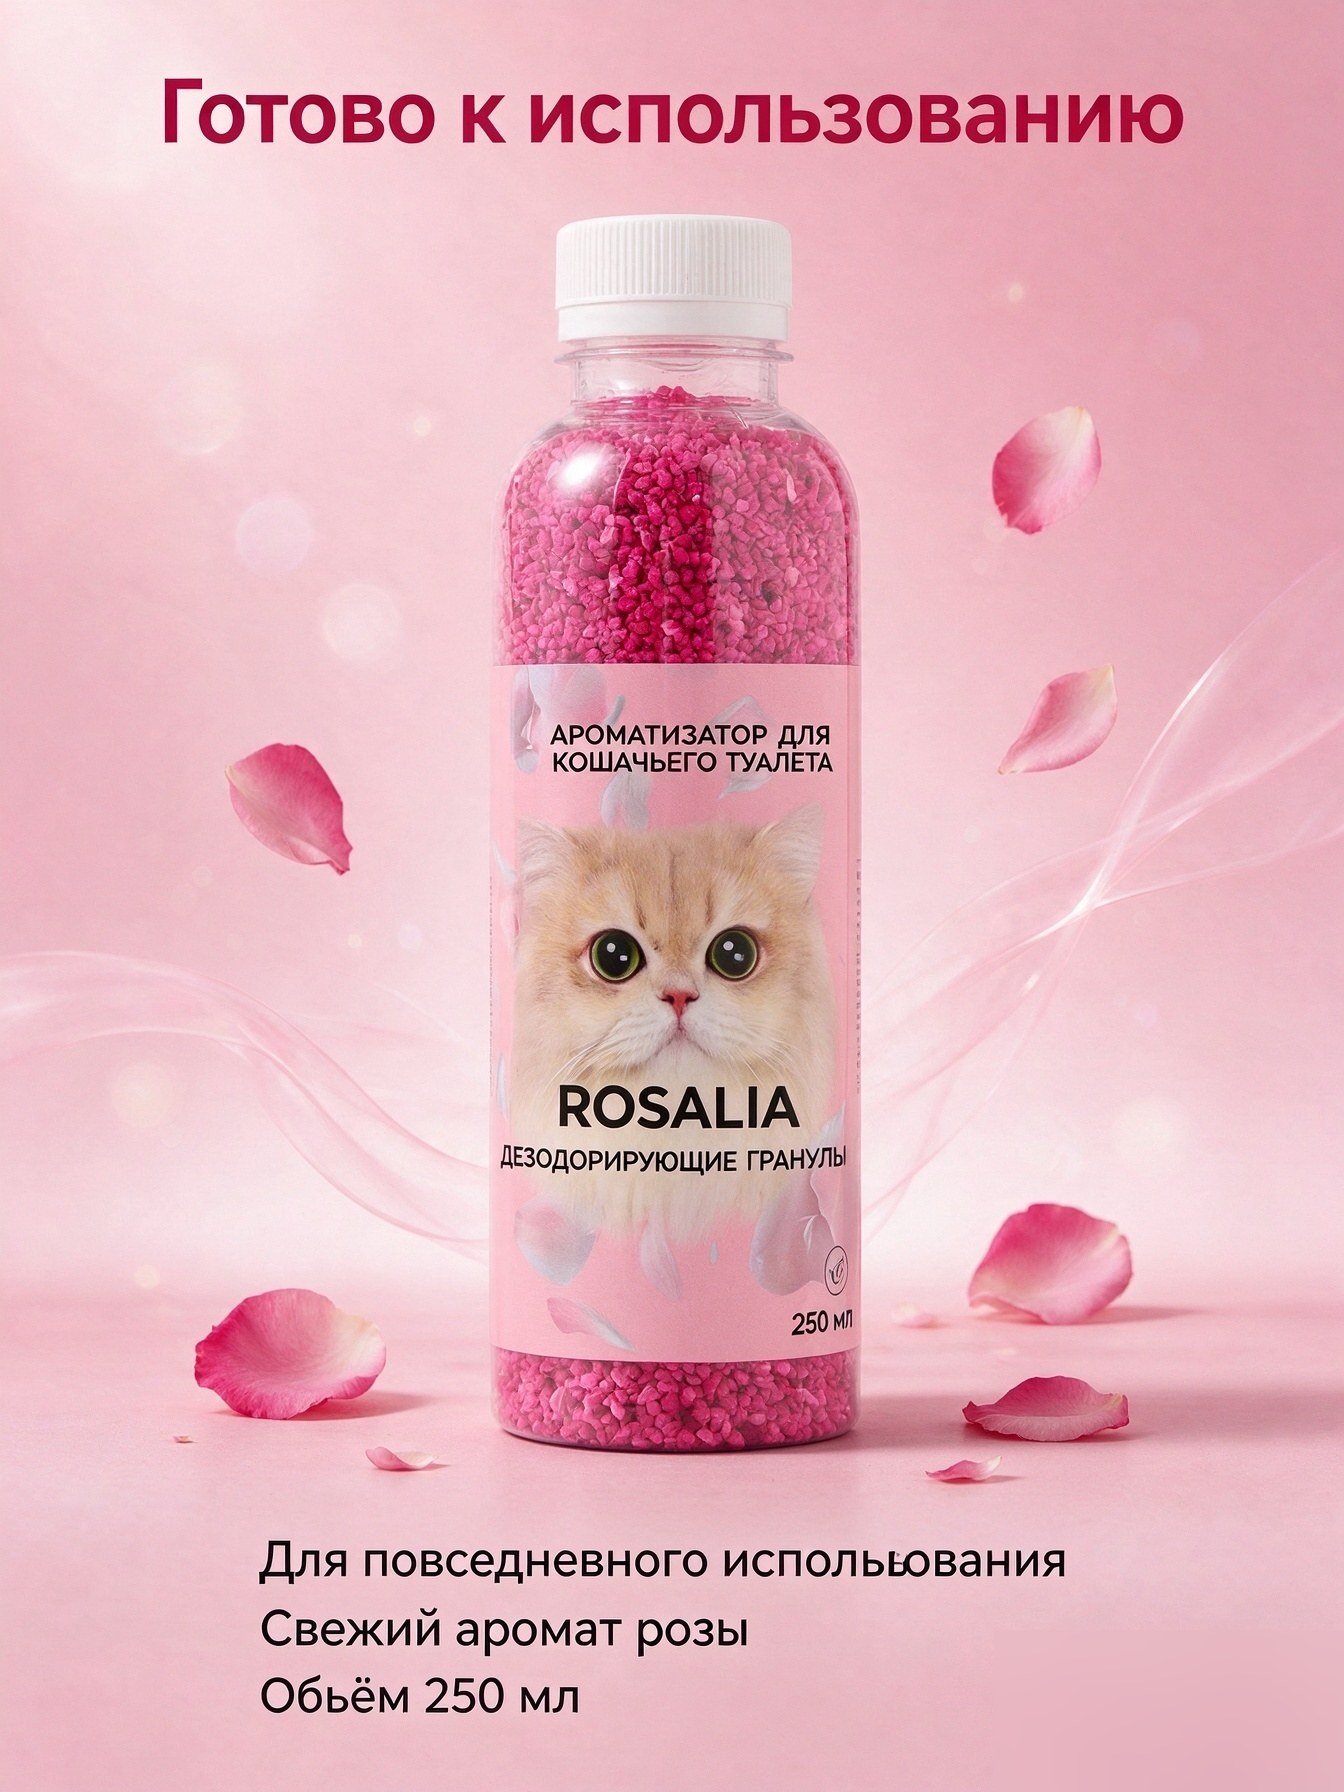 Готово к использованию
АРОМАТИЗАТОР ДЛЯ
КОШАЧЬЕГО ТУАЛЕТА
ROSALIA
ДЕЗОДОРИРУЮЩИЕ ГРАНУЛЫ
250 мл
Для повседневного исполььования
Свежий аромат розы
Обьём 250 мл